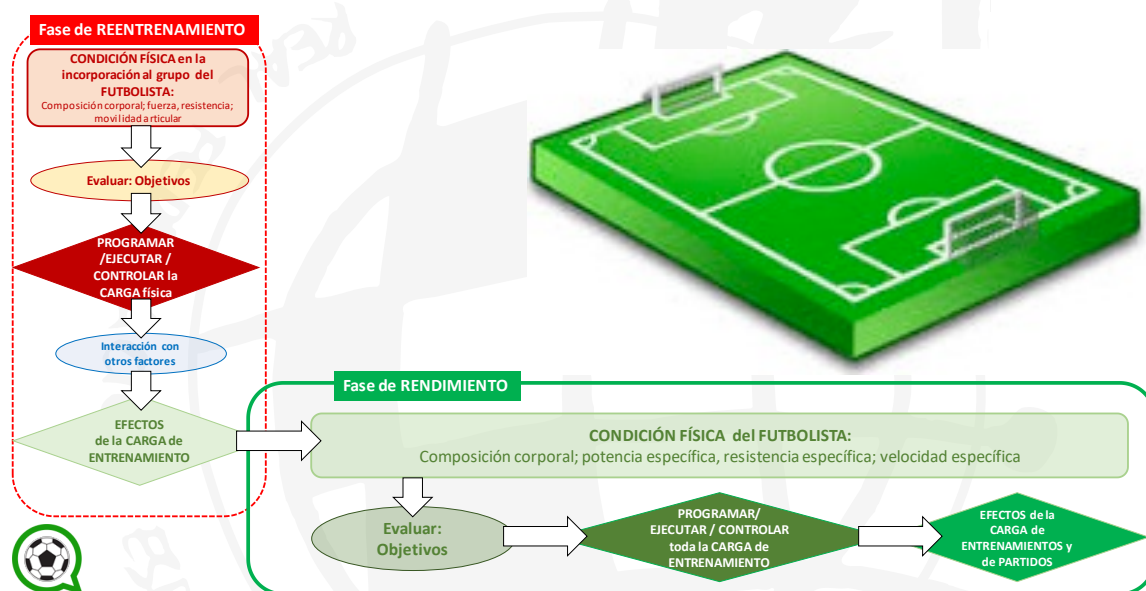 Fase de REENTRENAMIENTO
CONDICIÓN FÍSICA en la
incorporación al grupo del
FUTBOLISTA:
Composición corporal; fuerza, resistencia;
movilidad articular
Evaluar: Objetivos
PROGRAMAR
/EJECUTAR /
CONTROLAR la
CARGA física
Interacción con
otros factores
EFECTOS
de la CARGA de
ENTRENAMIENTO
Fase de RENDIMIENTO
CONDICIÓN FÍSICA del FUTBOLISTA:
Composición corporal; potencia específica, resistencia específica; velocidad específica
Evaluar:
Objetivos
PROGRAMAR/
EJECUTAR / CONTROLAR
toda la CARGA de
ENTRENAMIENTO
EFECTOS de la
CARGA de
ENTRENAMIENTOS y
de PARTIDOS